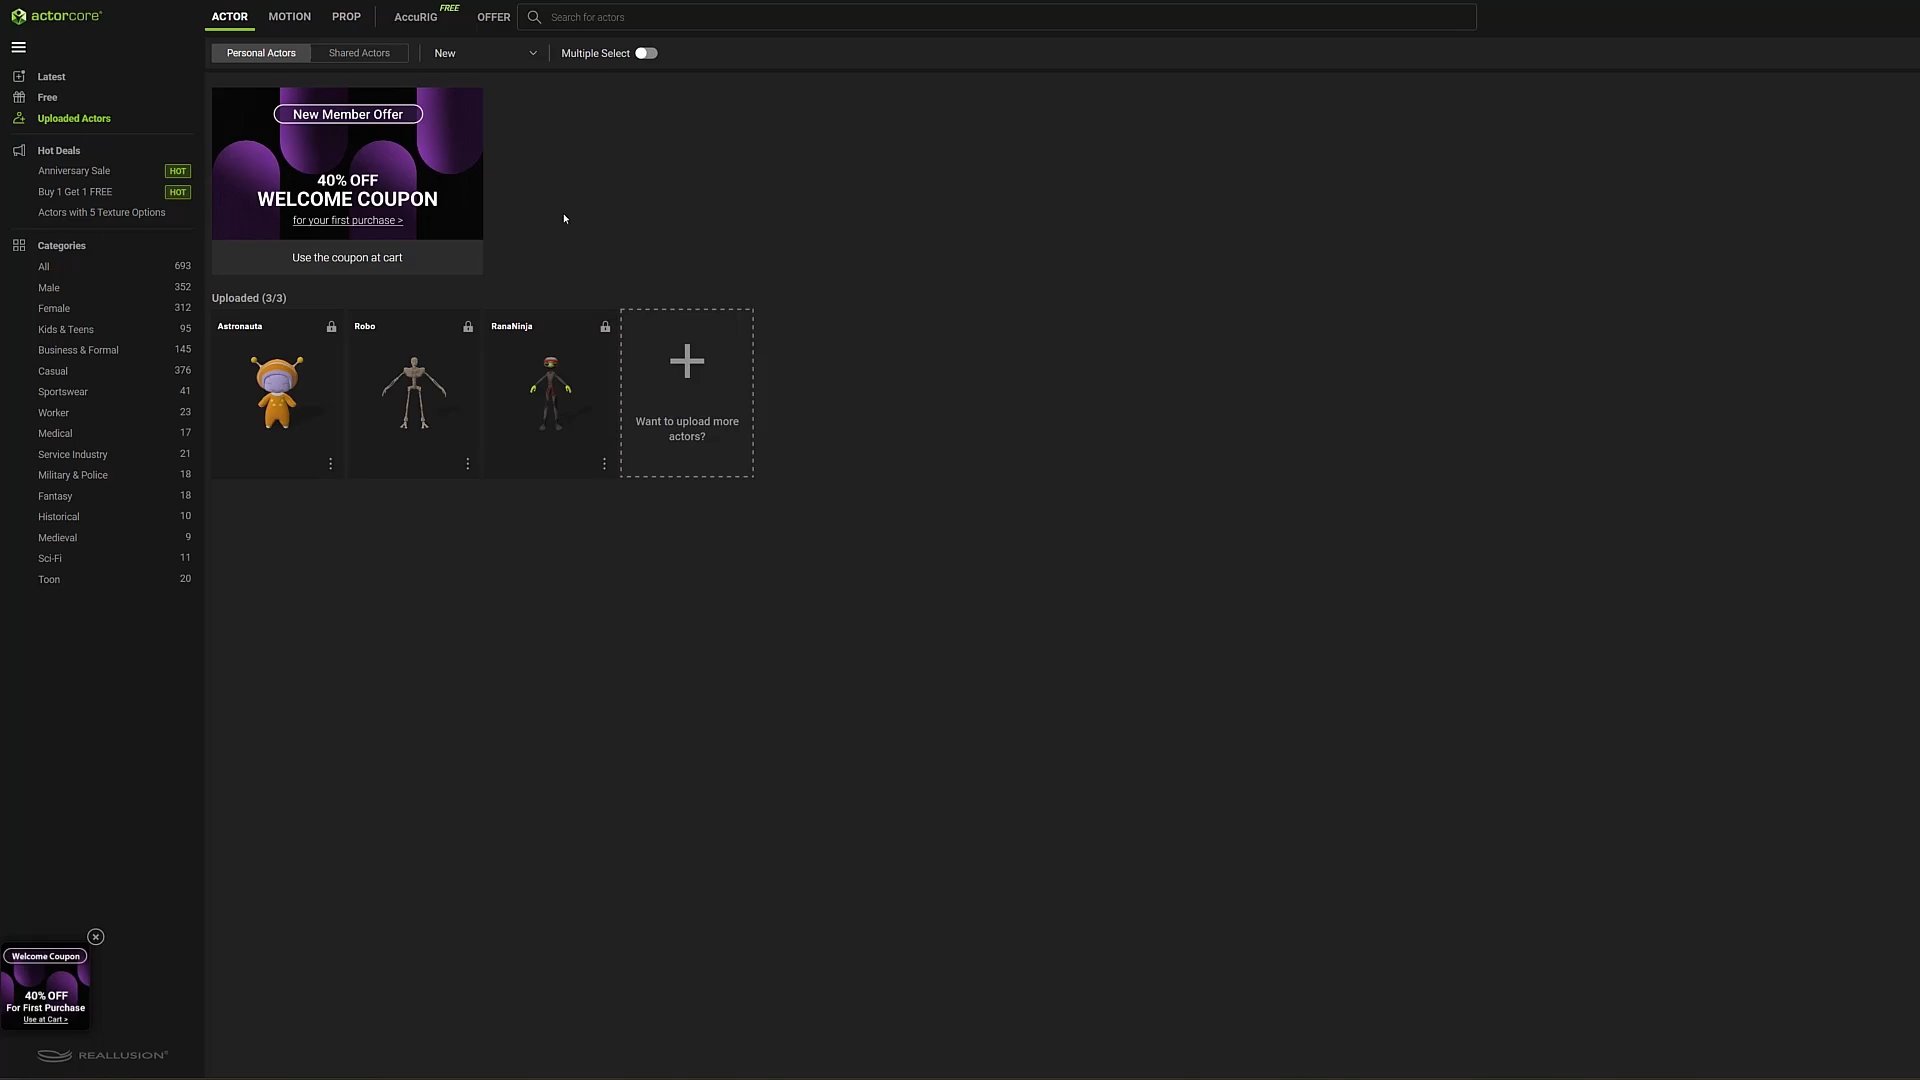 actorcore
ACTOR
MOTION
PROP
AccuRIG
FREE
OFFER
Search for actors
Personal Actors
Shared Actors
New
Multiple Select
Latest
Free
Uploaded Actors
Hot Deals
Anniversary Sale HOT
Buy 1 Get 1 FREE HOT
Actors with 5 Texture Options
Categories
All 693
Male 352
Female 312
Kids & Teens 95
Business & Formal 145
Casual 376
Sportswear 41
Worker 23
Medical 17
Service Industry 21
Military & Police 18
Fantasy 18
Historical 10
Medieval 9
Sci-Fi 11
Toon 20
New Member Offer
40% OFF
WELCOME COUPON
for your first purchase >
Use the coupon at cart
Uploaded (3/3)
Astronauta
Robo
RanaNinja
Want to upload more
actors?
Welcome Coupon
40% OFF
For First Purchase
Use at Cart >
REALLUSION®